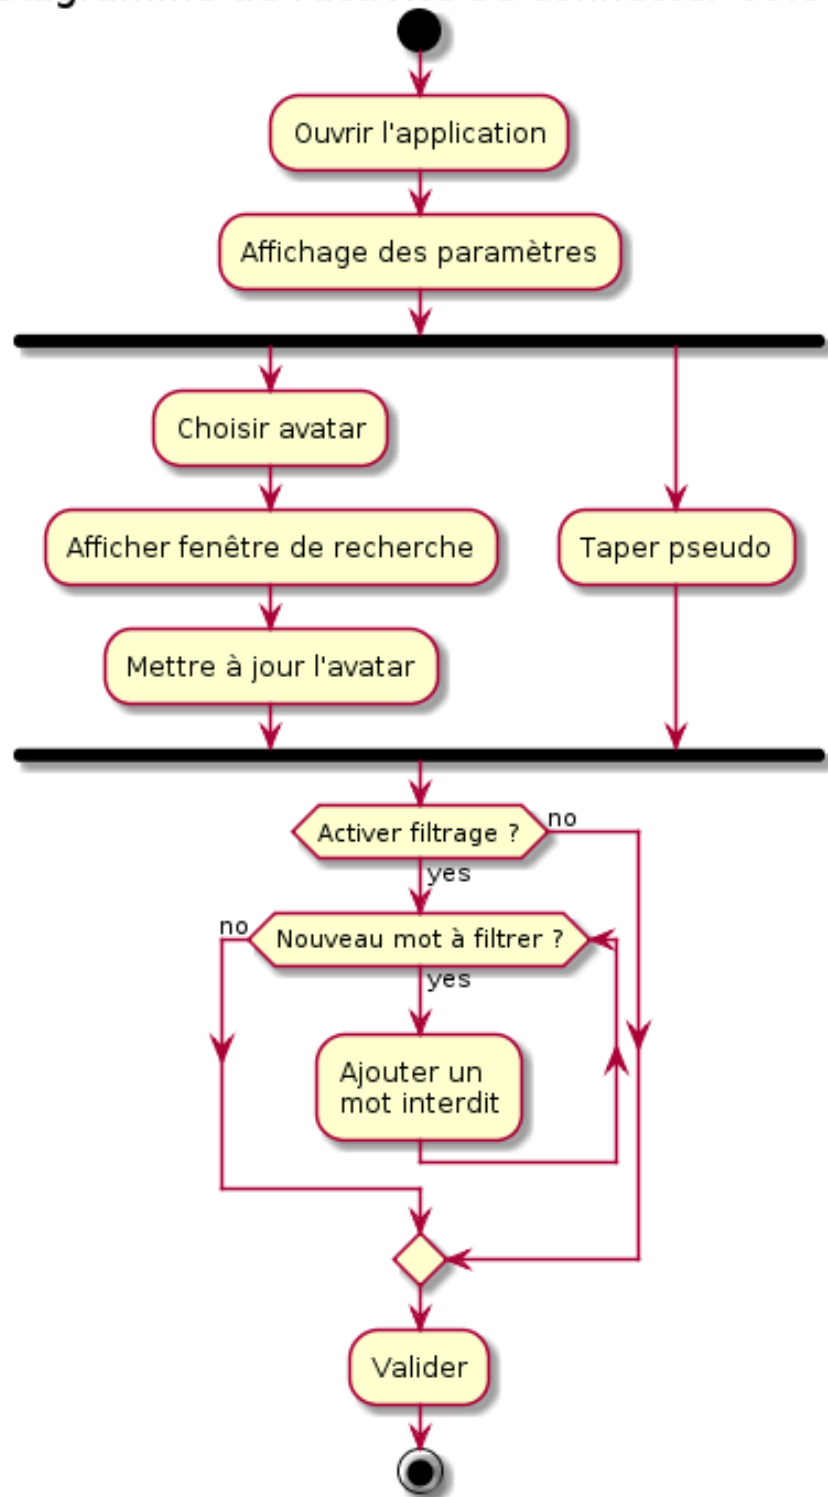 Ouvrir l'application
Affichage des paramètres
Choisir avatar
Afficher fenêtre de recherche
Taper pseudo
Mettre à jour l'avatar
Activer filtrage ?
no
yes
no
Nouveau mot à filtrer ?
yes
Ajouter un
mot interdit
Valider